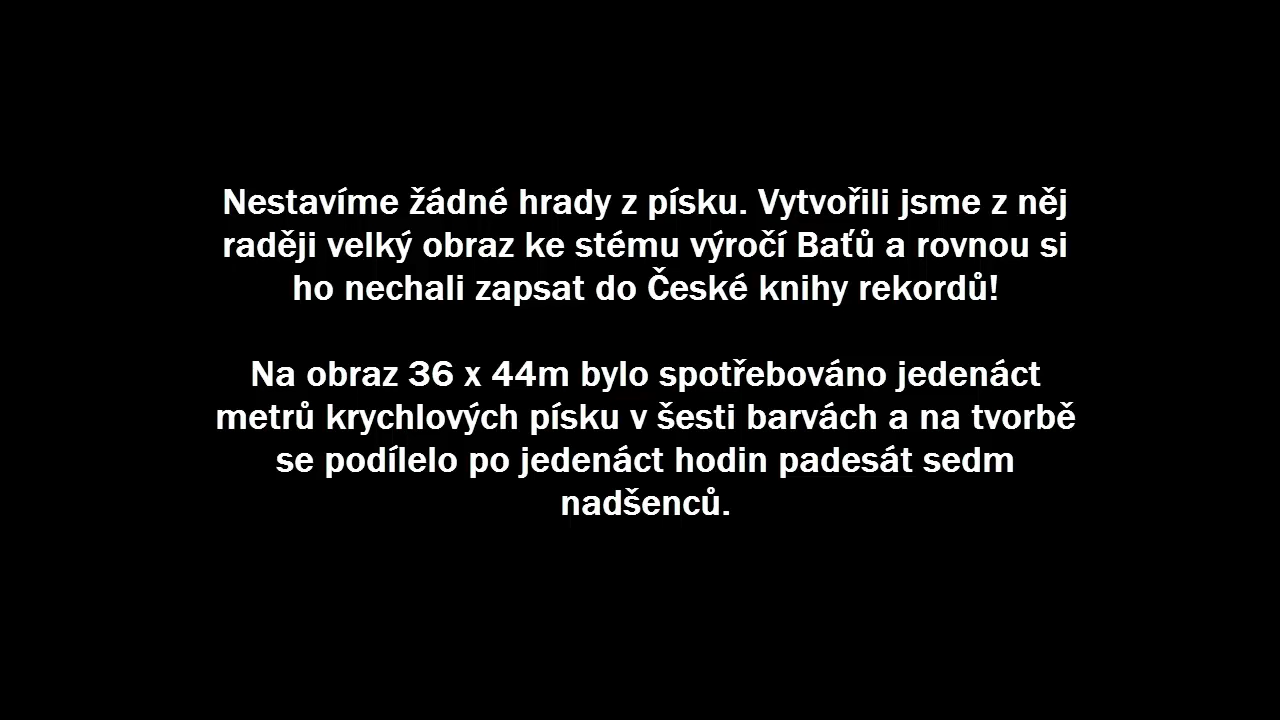 Nestavíme žádné hrady z písku. Vytvořili jsme z něj
raději velký obraz ke stému výročí Baťů a rovnou si
ho nechali zapsat do České knihy rekordů!
Na obraz 36 x 44m bylo spotřebováno jedenáct
metrů krychlových písku v šesti barvách a na tvorbě
se podílelo po jedenáct hodin padesát sedm
nadšenců.